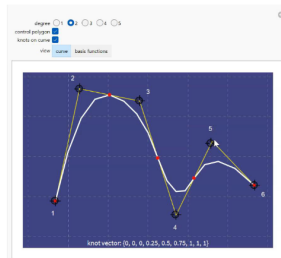 degree 1 2 3 4 5
control polygon
knots on curve
view curve basis functions
2
3
5
1
6
4
knot vector: {0, 0, 0, 0.25, 0.5, 0.75, 1, 1, 1}